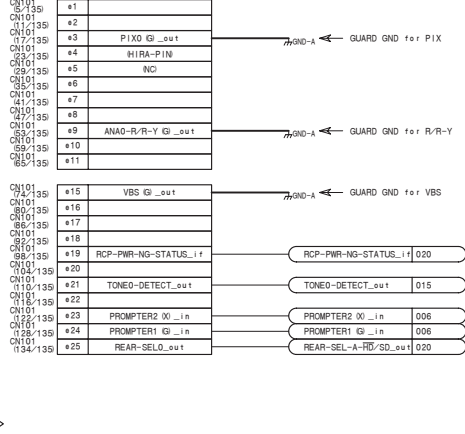 CN101
(5/135) e1
CN101
(11/135) e2
CN101
(17/135) e3 PIX0 (G) _out GND-A GUARD GND for PIX
CN101
(23/135) e4 (HIRA-PIN)
CN101
(29/135) e5 (NC)
CN101
(35/135) e6
CN101
(41/135) e7
CN101
(47/135) e8
CN101
(53/135) e9 ANA0-R/R-Y (G) _out GND-A GUARD GND for R/R-Y
CN101
(59/135) e10
CN101
(65/135) e11
CN101
(74/135) e15 VBS (G) _out GND-A GUARD GND for VBS
CN101
(80/135) e16
CN101
(86/135) e17
CN101
(92/135) e18
CN101
(98/135) e19 RCP-PWR-NG-STATUS_if RCP-PWR-NG-STATUS_if 020
CN101
(104/135) e20
CN101
(110/135) e21 TONE0-DETECT_out TONE0-DETECT_out 015
CN101
(116/135) e22
CN101
(122/135) e23 PROMPTER2 (X) _in PROMPTER2 (X) _in 006
CN101
(128/135) e24 PROMPTER1 (G) _in PROMPTER1 (G) _in 006
CN101
(134/135) e25 REAR-SEL0_out REAR-SEL-A-HD/SD_out 020